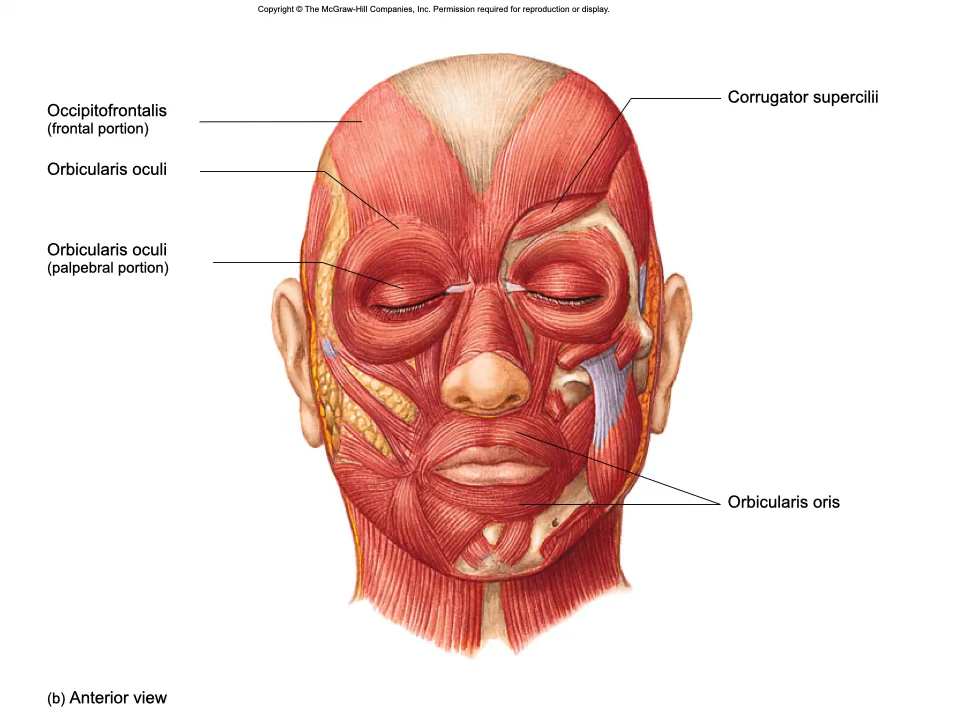 Copyright © The McGraw-Hill Companies, Inc. Permission required for reproduction or display.
Occipitofrontalis
(frontal portion)
Orbicularis oculi
Orbicularis oculi
(palpebral portion)
Corrugator supercilii
Orbicularis oris
(b) Anterior view